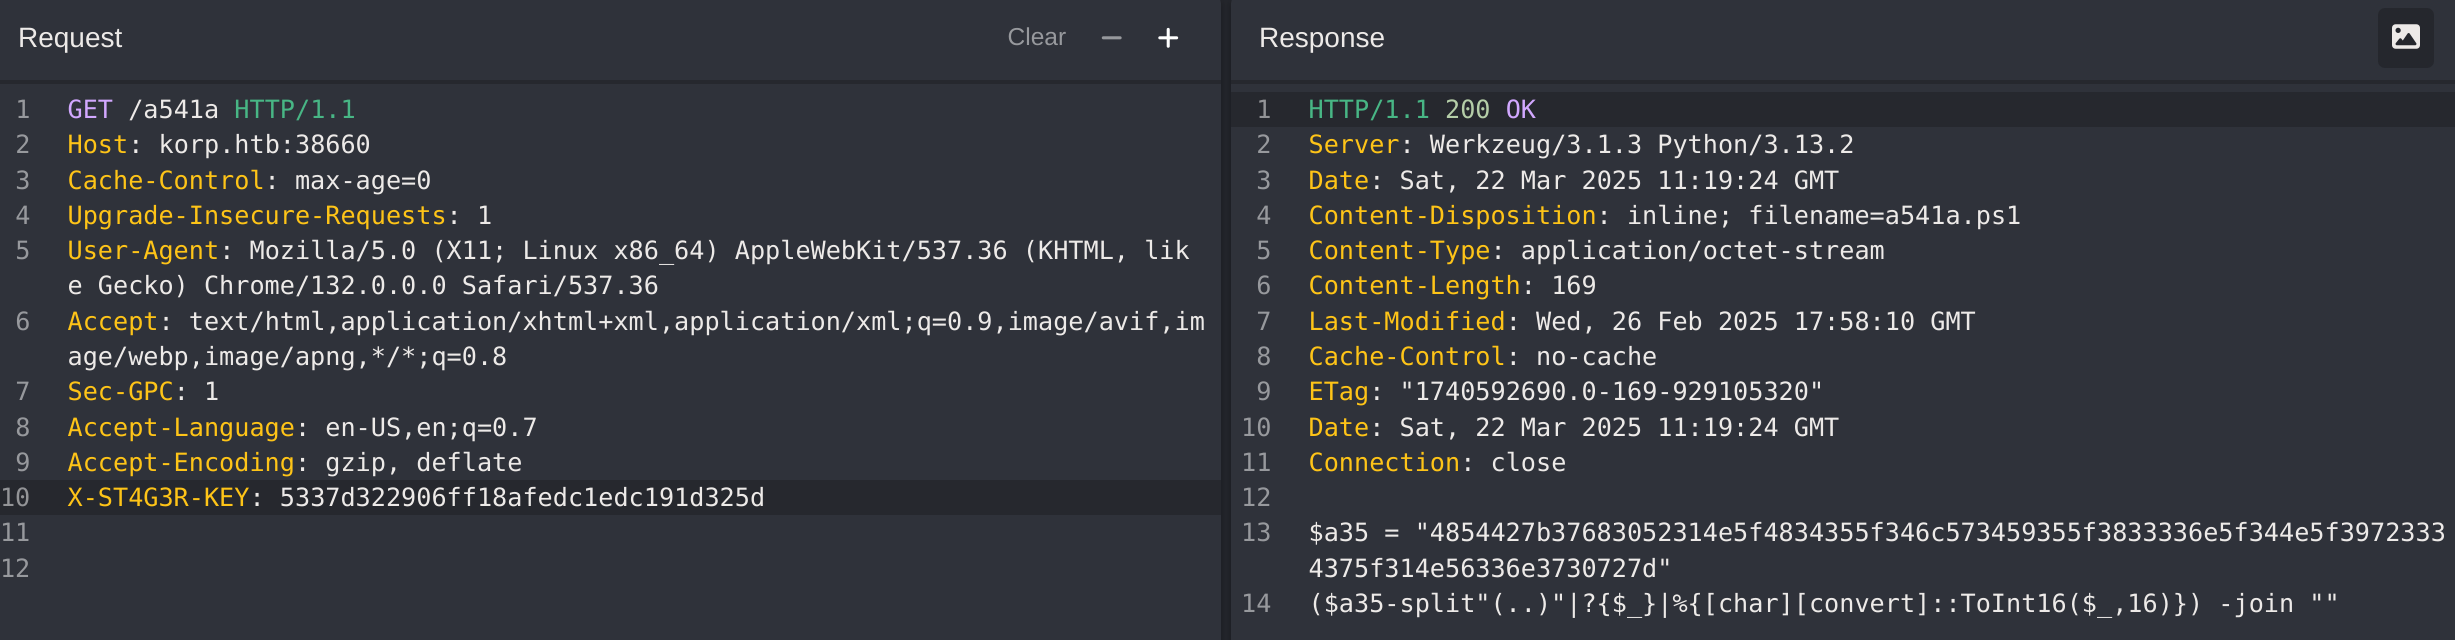 Request
Clear
1 GET /a541a HTTP/1.1
2 Host: korp.htb:38660
3 Cache-Control: max-age=0
4 Upgrade-Insecure-Requests: 1
5 User-Agent: Mozilla/5.0 (X11; Linux x86_64) AppleWebKit/537.36 (KHTML, lik
e Gecko) Chrome/132.0.0.0 Safari/537.36
6 Accept: text/html,application/xhtml+xml,application/xml;q=0.9,image/avif,im
age/webp,image/apng,*/*;q=0.8
7 Sec-GPC: 1
8 Accept-Language: en-US,en;q=0.7
9 Accept-Encoding: gzip, deflate
10 X-ST4G3R-KEY: 5337d322906ff18afedc1edc191d325d
11
12
Response
1 HTTP/1.1 200 OK
2 Server: Werkzeug/3.1.3 Python/3.13.2
3 Date: Sat, 22 Mar 2025 11:19:24 GMT
4 Content-Disposition: inline; filename=a541a.ps1
5 Content-Type: application/octet-stream
6 Content-Length: 169
7 Last-Modified: Wed, 26 Feb 2025 17:58:10 GMT
8 Cache-Control: no-cache
9 ETag: "1740592690.0-169-929105320"
10 Date: Sat, 22 Mar 2025 11:19:24 GMT
11 Connection: close
12
13 $a35 = "4854427b37683052314e5f4834355f346c573459355f3833336e5f344e5f3972333
4375f314e56336e3730727d"
14 ($a35-split"(..)"|?{$_}|%{[char][convert]::ToInt16($_,16)}) -join ""